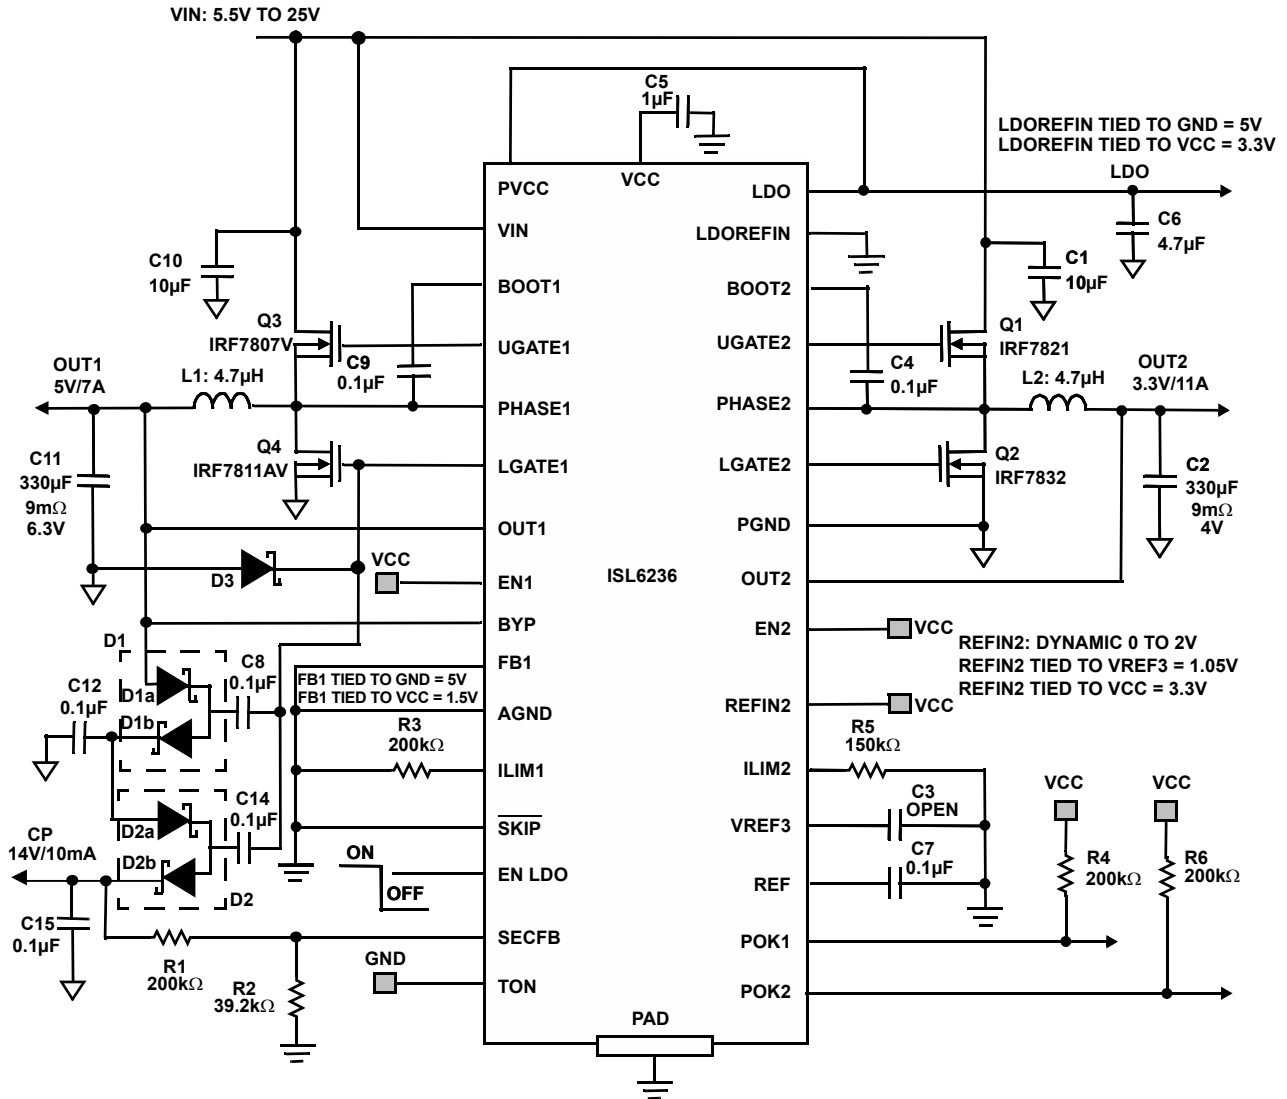 VIN: 5.5V TO 25V
C5
1µF
LDOREFIN TIED TO GND = 5V
LDOREFIN TIED TO VCC = 3.3V
PVCC
VCC
LDO
LDO
VIN
LDOREFIN
C6
4.7µF
C10
10µF
C1
10µF
BOOT1
BOOT2
Q3
IRF7807V
UGATE1
C9
0.1µF
UGATE2
C4
0.1µF
Q1
IRF7821
OUT1
5V/7A
L1: 4.7µH
L2: 4.7µH
OUT2
3.3V/11A
PHASE1
PHASE2
Q4
IRF7811AV
LGATE1
LGATE2
Q2
IRF7832
C11
330µF
9mΩ
6.3V
C2
330µF
9mΩ
4V
OUT1
PGND
D3
VCC
EN1
ISL6236
OUT2
BYP
EN2
VCC
REFIN2: DYNAMIC 0 TO 2V
REFIN2 TIED TO VREF3 = 1.05V
REFIN2 TIED TO VCC = 3.3V
D1
FB1
FB1 TIED TO GND = 5V
FB1 TIED TO VCC = 1.5V
C8
0.1µF
C12
0.1µF
D1a
D1b
AGND
REFIN2
VCC
R3
200kΩ
R5
150kΩ
ILIM1
ILIM2
VCC
VCC
C14
0.1µF
C3
OPEN
SKIP
VREF3
CP
14V/10mA
D2a
D2b
D2
ON
OFF
EN LDO
C7
0.1µF
REF
R4
200kΩ
R6
200kΩ
C15
0.1µF
SECFB
POK1
R1
200kΩ
R2
39.2kΩ
GND
TON
POK2
PAD